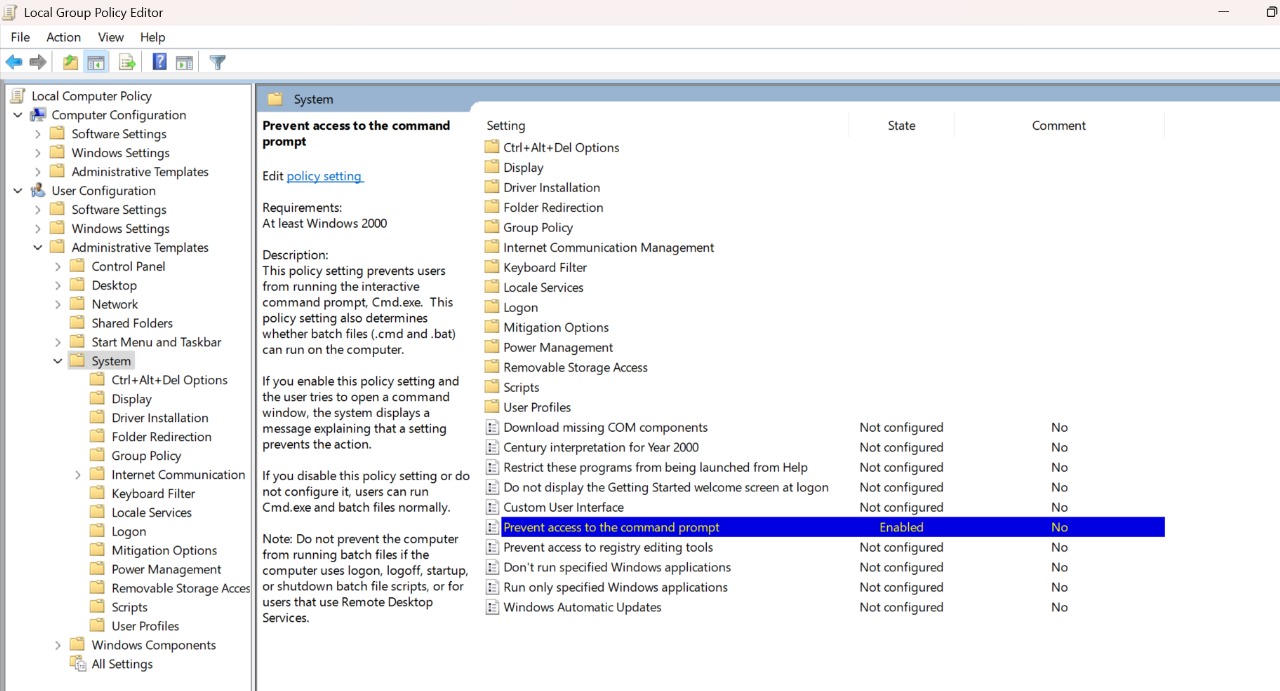 Local Group Policy Editor
File Action View Help
Local Computer Policy
Computer Configuration
Software Settings
Windows Settings
Administrative Templates
User Configuration
Software Settings
Windows Settings
Administrative Templates
Control Panel
Desktop
Network
Shared Folders
Start Menu and Taskbar
System
Ctrl+Alt+Del Options
Display
Driver Installation
Folder Redirection
Group Policy
Internet Communication
Keyboard Filter
Locale Services
Logon
Mitigation Options
Power Management
Removable Storage Acces
Scripts
User Profiles
Windows Components
All Settings
System
Prevent access to the command
prompt
Edit policy setting
Requirements:
At least Windows 2000
Description:
This policy setting prevents users
from running the interactive
command prompt, Cmd.exe. This
policy setting also determines
whether batch files (.cmd and .bat)
can run on the computer.
If you enable this policy setting and
the user tries to open a command
window, the system displays a
message explaining that a setting
prevents the action.
If you disable this policy setting or do
not configure it, users can run
Cmd.exe and batch files normally.
Note: Do not prevent the computer
from running batch files if the
computer uses logon, logoff, startup,
or shutdown batch file scripts, or for
users that use Remote Desktop
Services.
Setting State Comment
Ctrl+Alt+Del Options
Display
Driver Installation
Folder Redirection
Group Policy
Internet Communication Management
Keyboard Filter
Locale Services
Logon
Mitigation Options
Power Management
Removable Storage Access
Scripts
User Profiles
Download missing COM components Not configured No
Century interpretation for Year 2000 Not configured No
Restrict these programs from being launched from Help Not configured No
Do not display the Getting Started welcome screen at logon Not configured No
Custom User Interface Not configured No
Prevent access to the command prompt Enabled No
Prevent access to registry editing tools Not configured No
Don't run specified Windows applications Not configured No
Run only specified Windows applications Not configured No
Windows Automatic Updates Not configured No